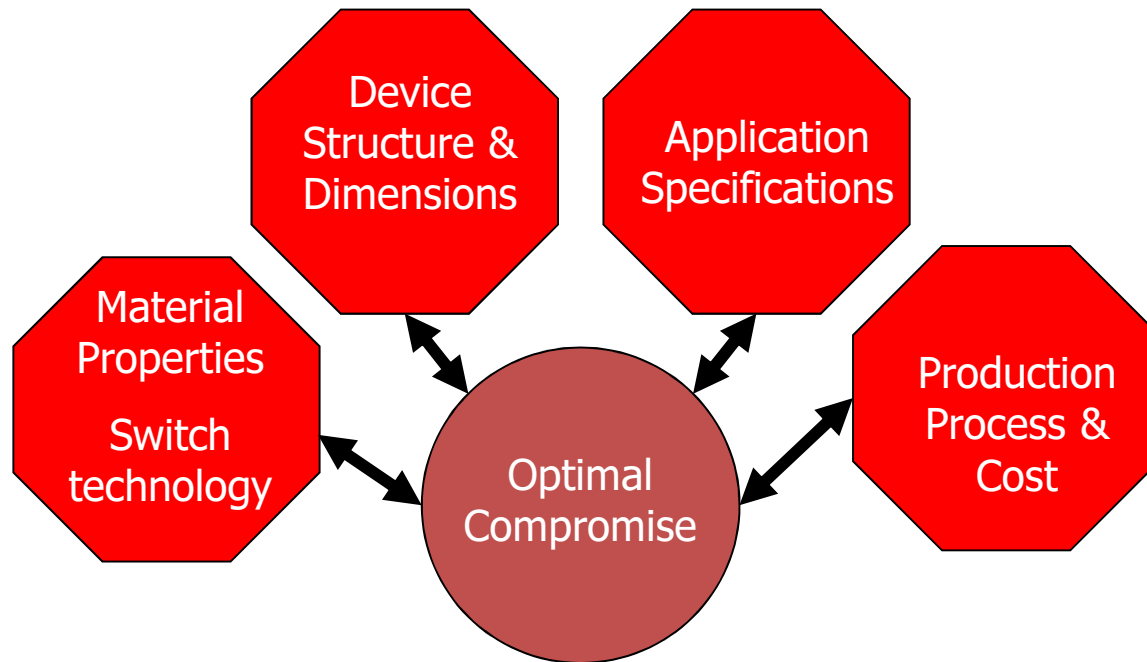 Device
Structure &
Dimensions
Application
Specifications
Material
Properties
Switch
technology
Production
Process &
Cost
Optimal
Compromise